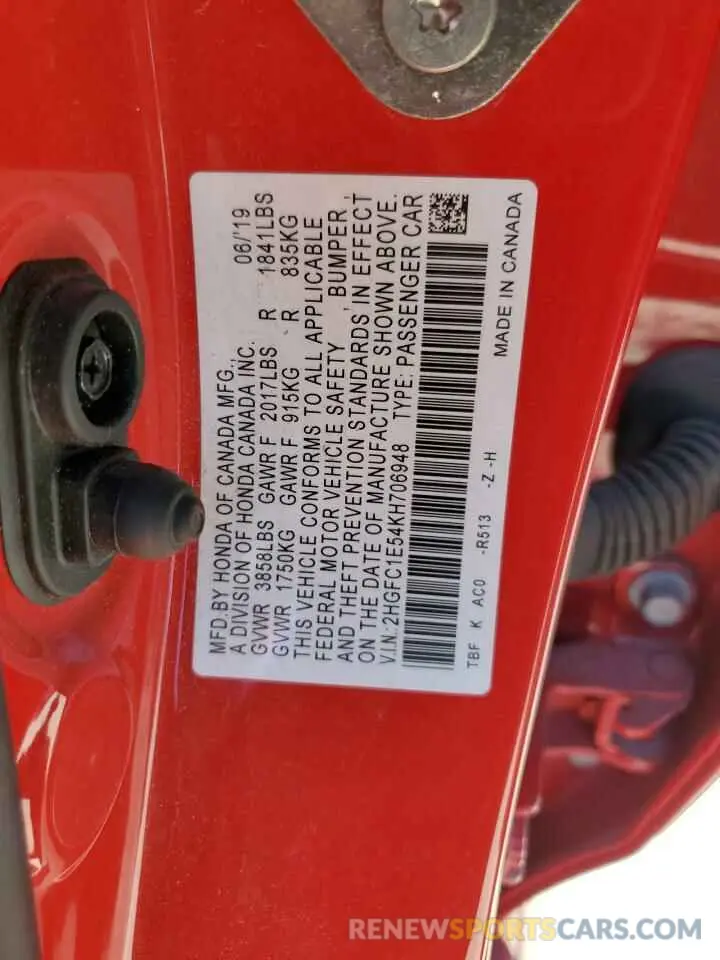 MFD.BY HONDA OF CANADA MFG.,
A DIVISION OF HONDA CANADA INC. 06/'19
GVWR 3858LBS GAWR F 2017LBS R 1841LBS
GVWR 1750KG GAWR F 915KG R 835KG
THIS VEHICLE CONFORMS TO ALL APPLICABLE
FEDERAL MOTOR VEHICLE SAFETY , BUMPER ,
AND THEFT PREVENTION STANDARDS IN EFFECT
ON THE DATE OF MANUFACTURE SHOWN ABOVE.
V.I.N.:2HGFC1E54KH706948 TYPE:PASSENGER CAR
TBF K AC0 -R513 -Z -H
MADE IN CANADA
RENEWSPORTSCARS.COM